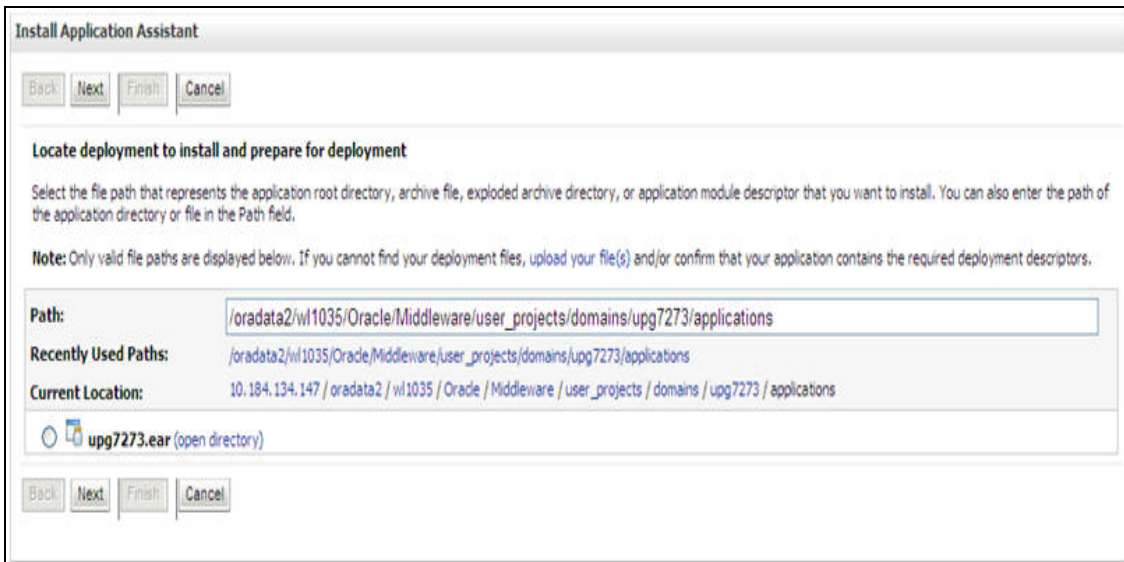 Install Application Assistant
Back Next Finish Cancel
Locate deployment to install and prepare for deployment
Select the file path that represents the application root directory, archive file, exploded archive directory, or application module descriptor that you want to install. You can also enter the path of
the application directory or file in the Path field.
Note: Only valid file paths are displayed below. If you cannot find your deployment files, upload your file(s) and/or confirm that your application contains the required deployment descriptors.
Path: /oradata2/wl1035/Oracle/Middleware/user_projects/domains/upg7273/applications
Recently Used Paths: /oradata2/wl1035/Oracle/Middleware/user_projects/domains/upg7273/applications
Current Location: 10.184.134.147 / oradata2 / wl1035 / Oracle / Middleware / user_projects / domains / upg7273 / applications
upg7273.ear (open directory)
Back Next Finish Cancel